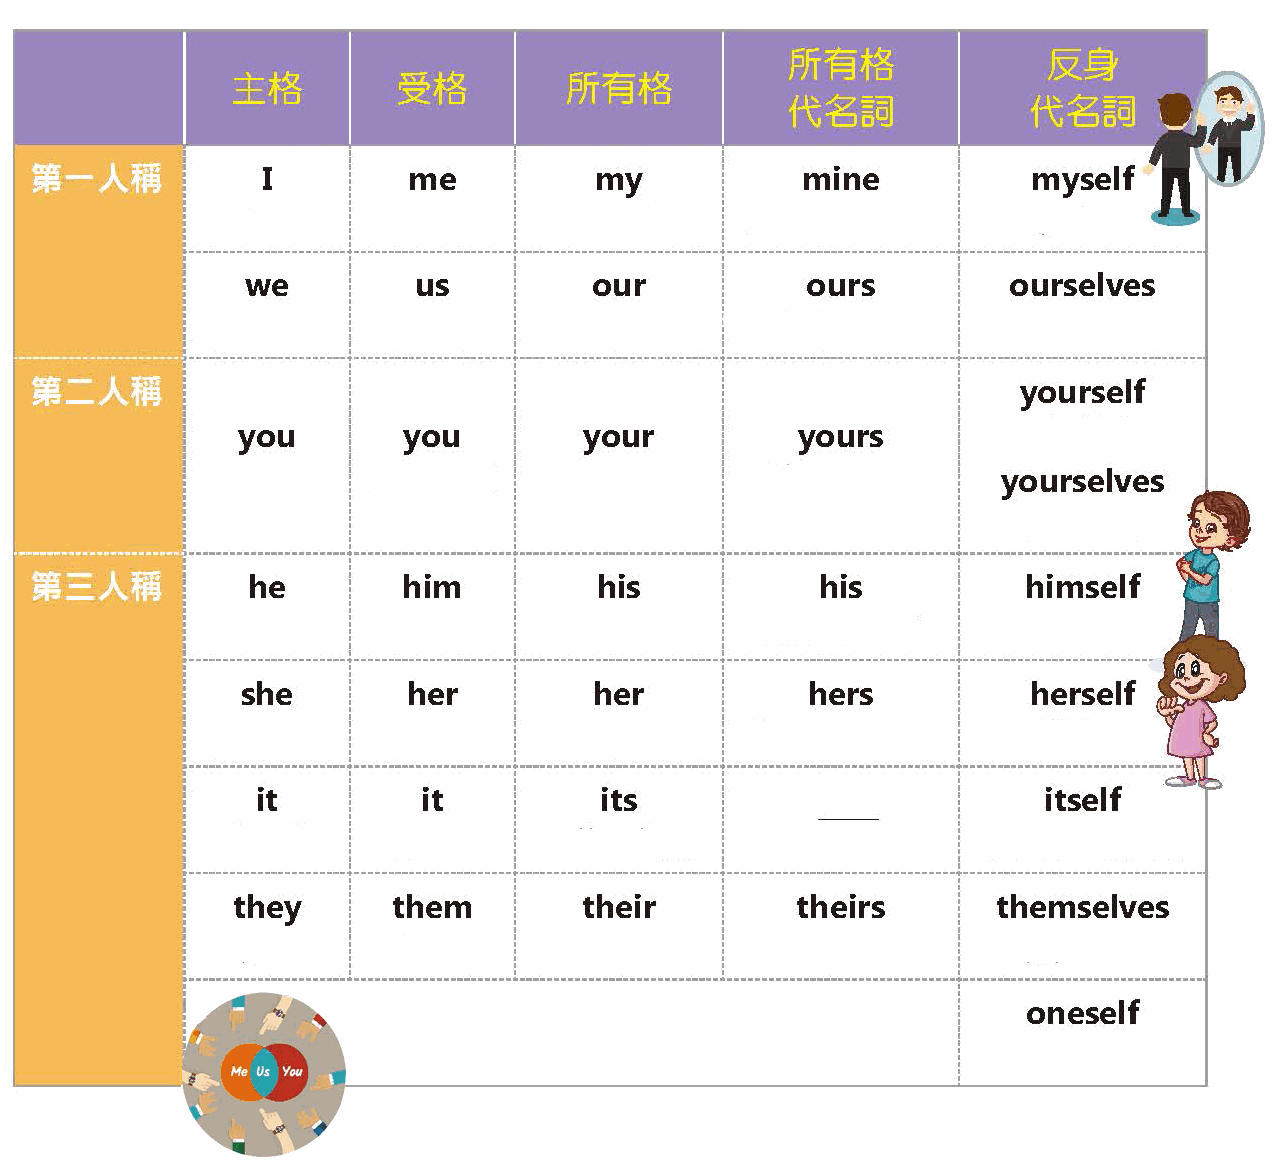 主格 受格 所有格 所有格代名詞 反身代名詞
第一人稱 I me my mine myself
we us our ours ourselves
第二人稱 you you your yours yourself
yourselves
第三人稱 he him his his himself
she her her hers herself
it it its itself
they them their theirs themselves
oneself
Me Us You